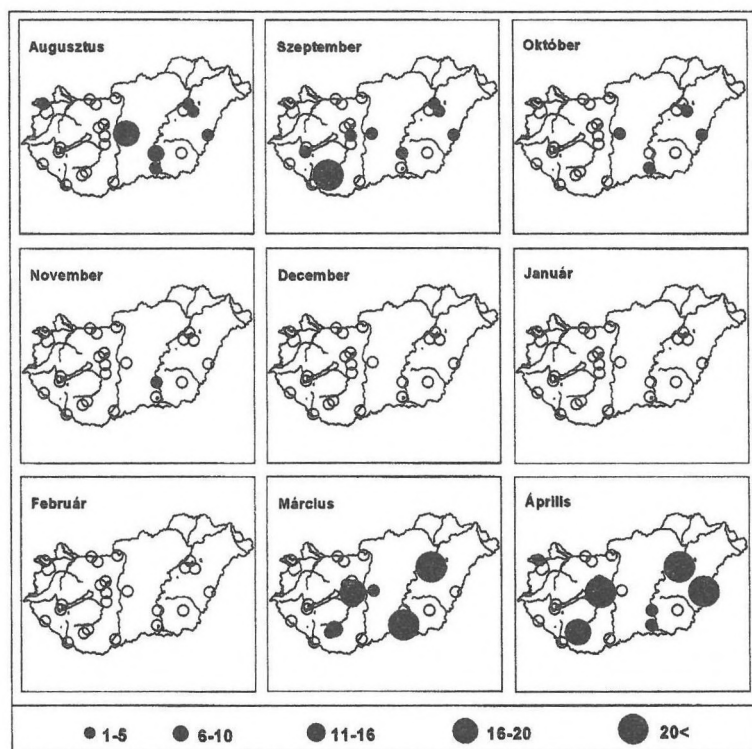 Augusztus
Szeptember
Október
November
December
Január
Február
Március
Április
1-5
6-10
11-16
16-20
20<